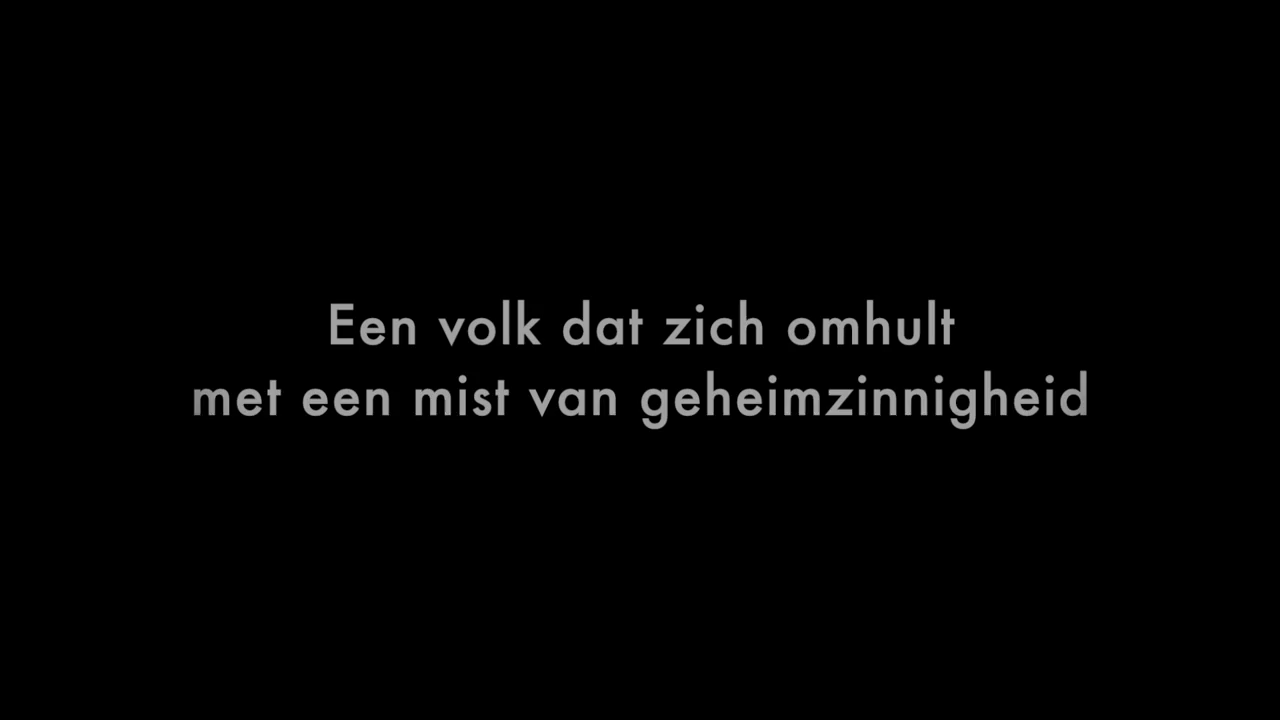 Een volk dat zich omhult
met een mist van geheimzinnigheid